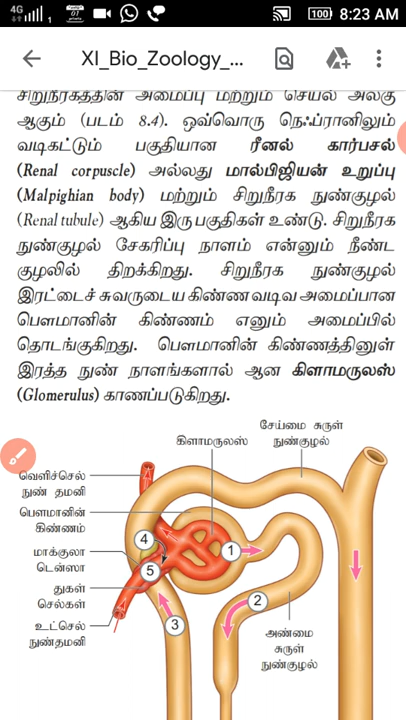 4G
1
01
100
8:23 AM
XI_Bio_Zoology_...
சிறுநீரகத்தின் அமைப்பு மற்றும் செயல் அலகு
ஆகும் (படம் 8.4). ஒவ்வொரு நெஃப்ரானிலும்
வடிகட்டும் பகுதியான ரீனல் கார்பசல்
(Renal corpuscle) அல்லது மால்பிஜியன் உறுப்பு
(Malpighian body) மற்றும் சிறுநீரக நுண்குழல்
(Renal tubule) ஆகிய இரு பகுதிகள் உண்டு. சிறுநீரக
நுண்குழல் சேகரிப்பு நாளம் என்னும் நீண்ட
குழலில் திறக்கிறது. சிறுநீரக நுண்குழல்
இரட்டைச் சுவருடைய கிண்ண வடிவ அமைப்பான
பௌமானின் கிண்ணம் எனும் அமைப்பில்
தொடங்குகிறது. பௌமானின் கிண்ணத்தினுள்
இரத்த நுண் நாளங்களால் ஆன கிளாமருலஸ்
(Glomerulus) காணப்படுகிறது.
சேய்மை சுருள்
நுண்குழல்
கிளாமருலஸ்
வெளிச்செல்
நுண் தமனி
பௌமானின்
கிண்ணம்
மாக்குலா
டென்ஸா
துகள்
செல்கள்
உட்செல்
நுண்தமனி
4
5
1
2
3
அண்மை
சுருள்
நுண்குழல்